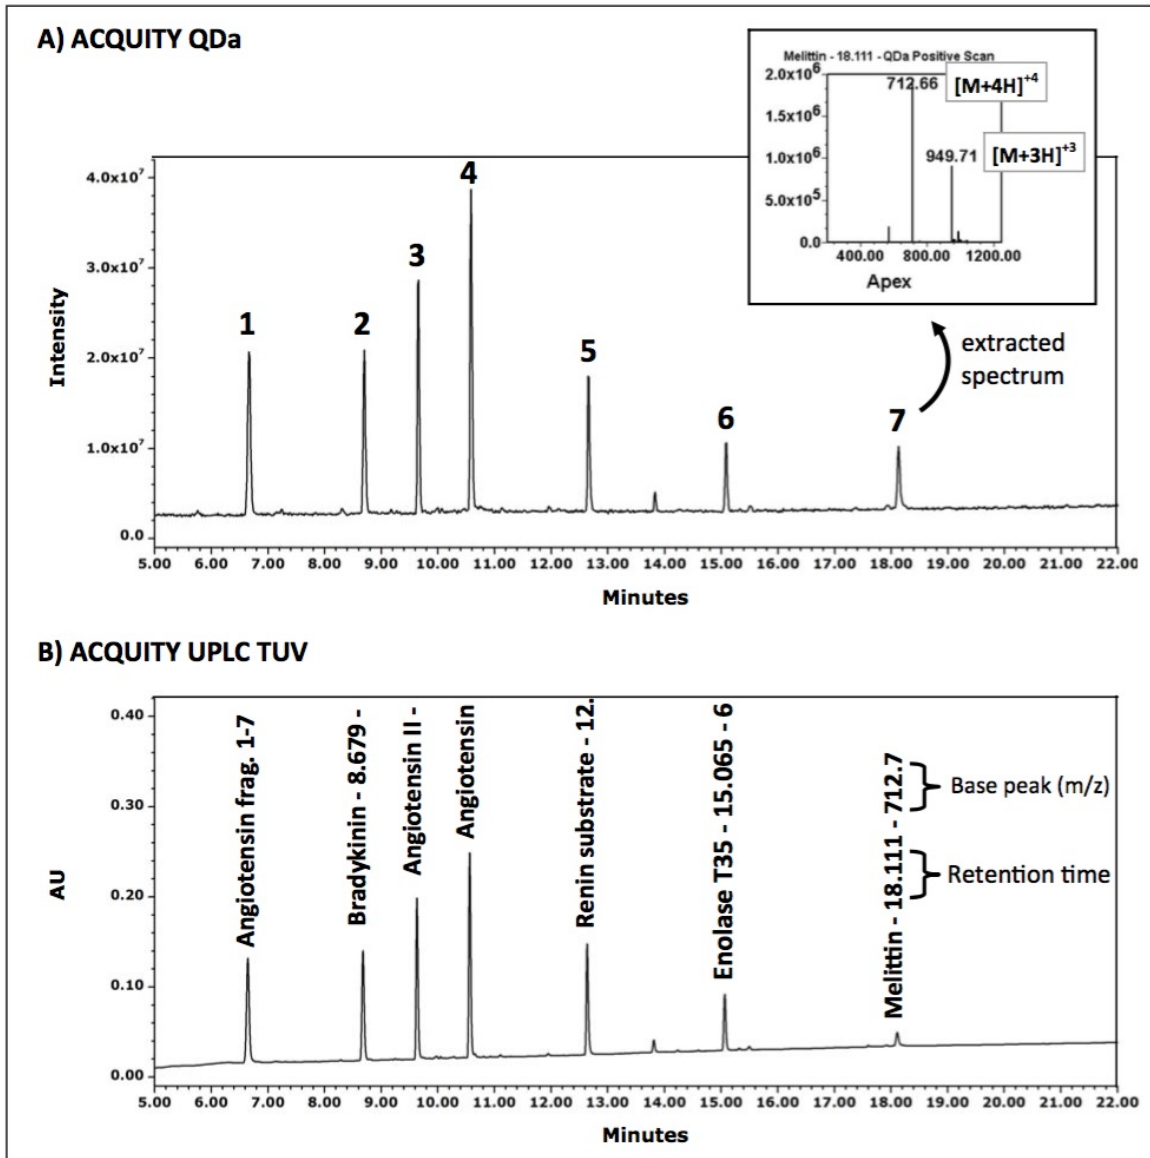 A) ACQUITY QDa
Melittin - 18.111 - QDa Positive Scan
2.0x10⁶
712.66
[M+4H]⁺⁴
1.5x10⁶
1.0x10⁶
949.71
[M+3H]⁺³
5.0x10⁵
0.0
400.00 800.00 1200.00
Apex
extracted
spectrum
Intensity
4.0x10⁷
3.0x10⁷
2.0x10⁷
1.0x10⁷
0.0
1 2 3 4 5 6 7
5.00 6.00 7.00 8.00 9.00 10.00 11.00 12.00 13.00 14.00 15.00 16.00 17.00 18.00 19.00 20.00 21.00 22.00
Minutes
B) ACQUITY UPLC TUV
AU
0.40
0.30
0.20
0.10
0.00
Angiotensin frag. 1-7
Bradykinin - 8.679 -
Angiotensin II -
Angiotensin
Renin substrate - 12.
Enolase T35 - 15.065 - 6
Melittin - 18.111 - 712.7
Base peak (m/z)
Retention time
5.00 6.00 7.00 8.00 9.00 10.00 11.00 12.00 13.00 14.00 15.00 16.00 17.00 18.00 19.00 20.00 21.00 22.00
Minutes